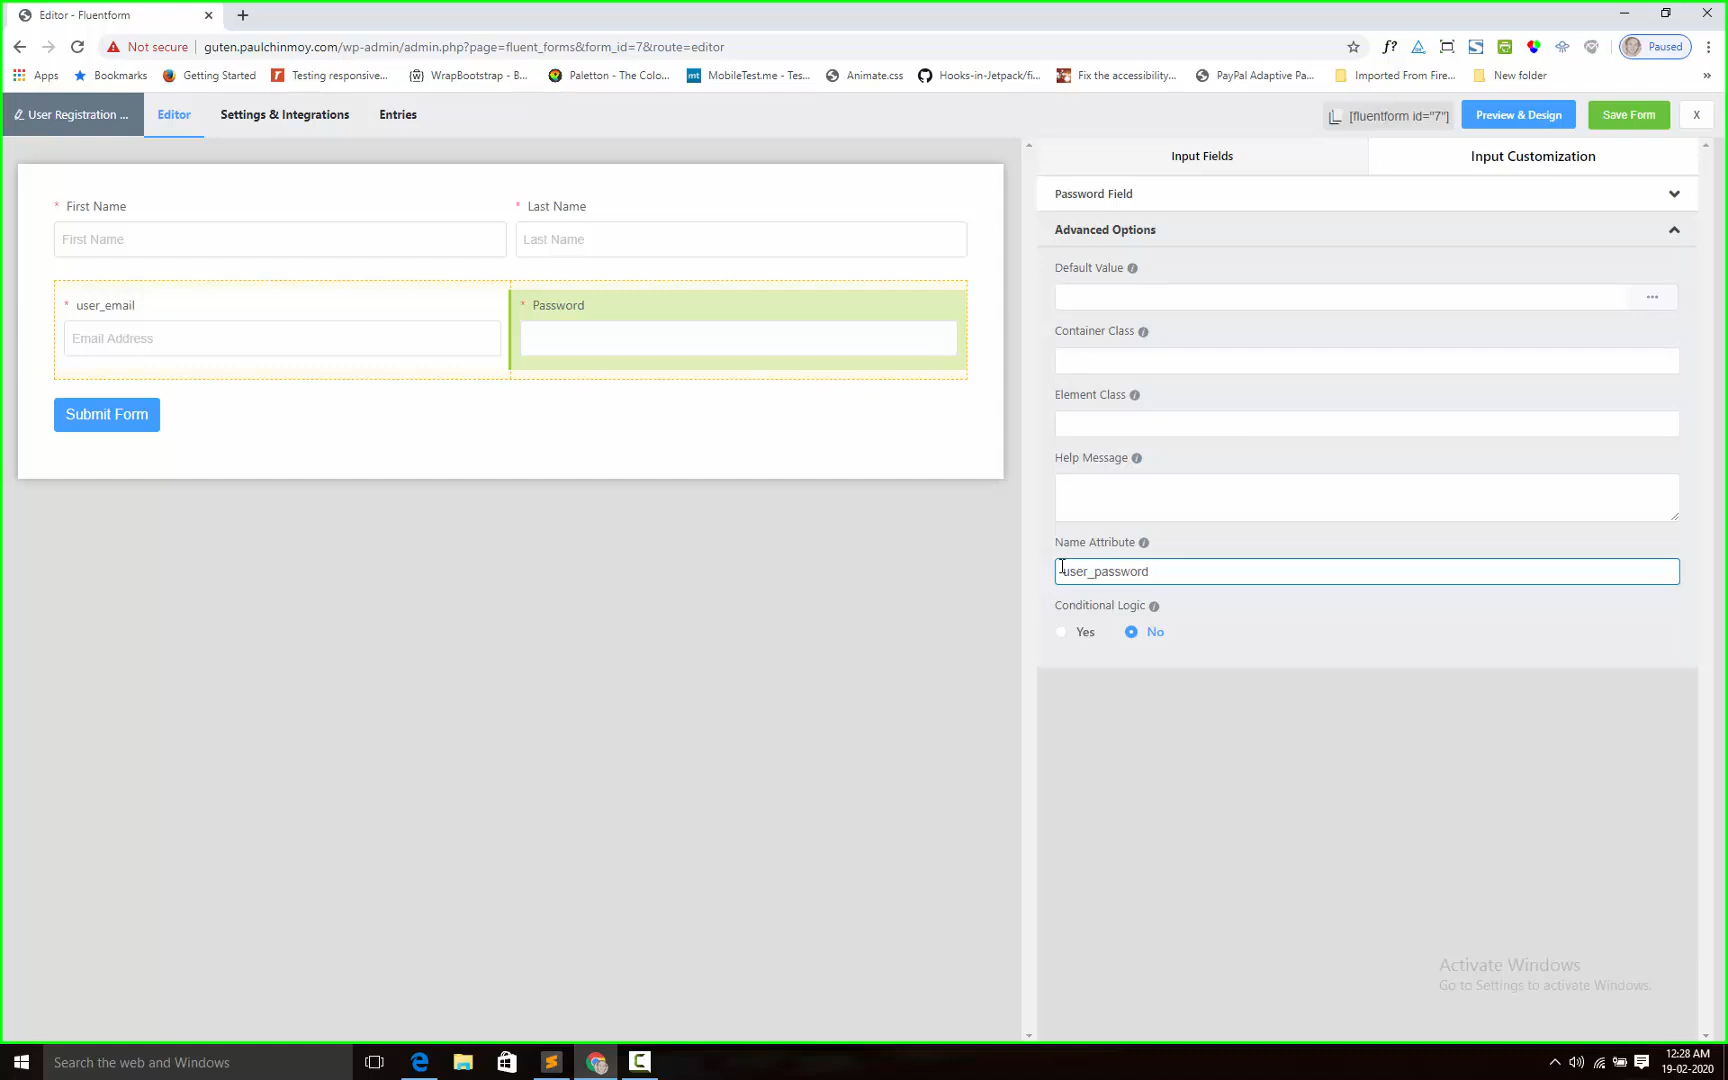 Editor - Fluentform
Not secure
guten.paulchinmoy.com/wp-admin/admin.php?page=fluent_forms&form_id=7&route=editor
f?
Paused
Apps
Bookmarks
Getting Started
Testing responsive...
WrapBootstrap - B...
Paletton - The Colo...
mt
MobileTest.me - Tes...
Animate.css
Hooks-in-Jetpack/fi...
Fix the accessibility...
PayPal Adaptive Pa...
Imported From Fire...
New folder
»
User Registration ...
Editor
Settings & Integrations
Entries
[fluentform id="7"]
Preview & Design
Save Form
X
* First Name
* Last Name
First Name
Last Name
* user_email
* Password
Email Address
Submit Form
Input Fields
Input Customization
Password Field
Advanced Options
Default Value
Container Class
Element Class
Help Message
Name Attribute
user_password
Conditional Logic
Yes
No
Activate Windows
Go to Settings to activate Windows.
Search the web and Windows
12:28 AM
19-02-2020